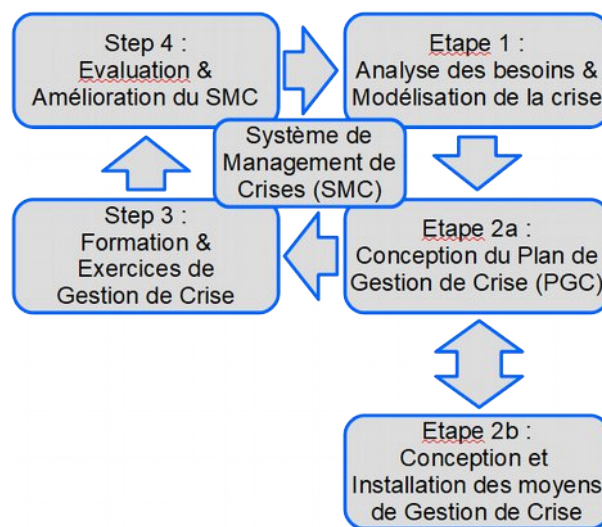 Step 4 :
Evaluation &
Amélioration du SMC
Etape 1 :
Analyse des besoins &
Modélisation de la crise
Système de
Management de
Crises (SMC)
Step 3 :
Formation &
Exercices de
Gestion de Crise
Etape 2a :
Conception du Plan de
Gestion de Crise (PGC)
Etape 2b :
Conception et
Installation des moyens
de Gestion de Crise